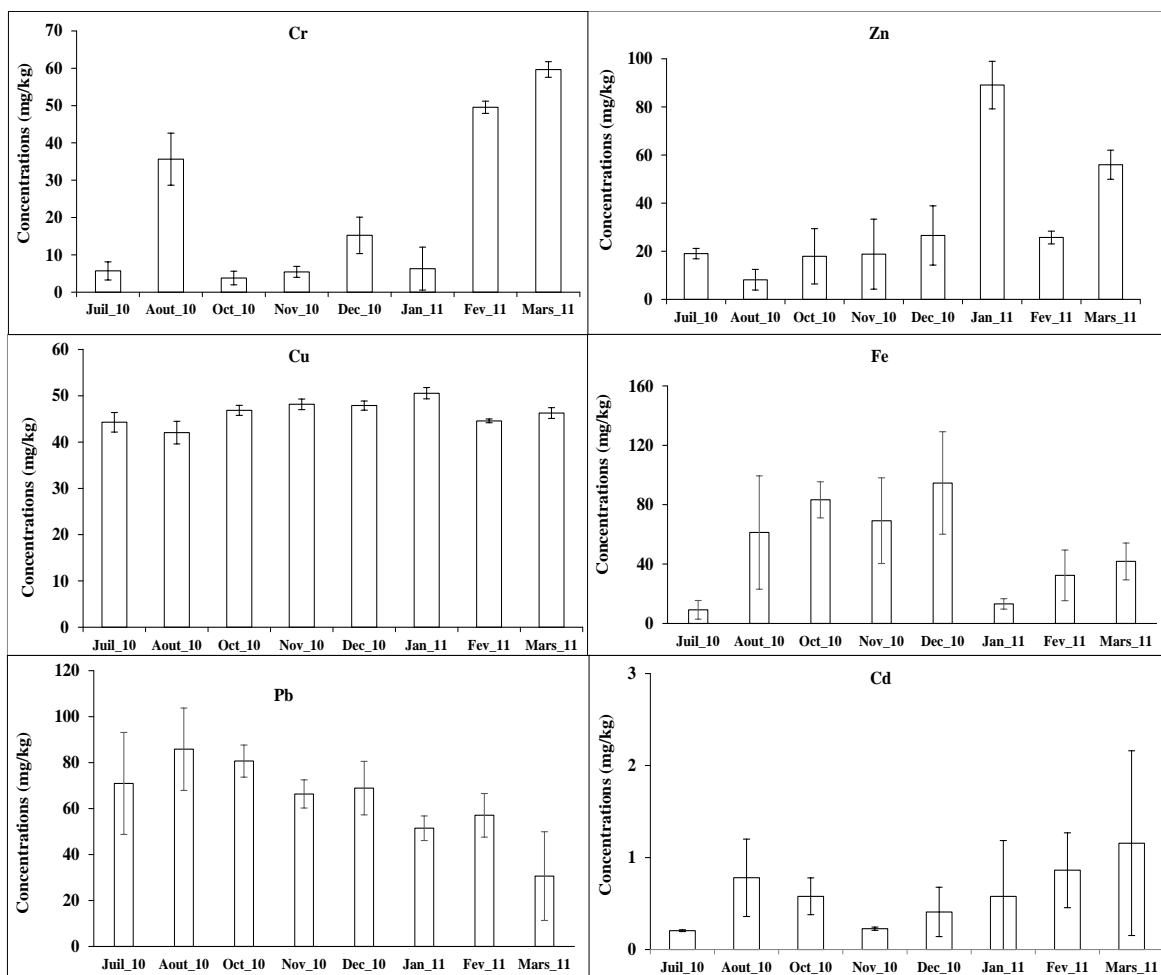 Cr
Concentrations (mg/kg)
70
60
50
40
30
20
10
0
Juil_10 Aout_10 Oct_10 Nov_10 Dec_10 Jan_11 Fev_11 Mars_11
Zn
Concentrations (mg/kg)
100
80
60
40
20
0
Juil_10 Aout_10 Oct_10 Nov_10 Dec_10 Jan_11 Fev_11 Mars_11
Cu
Concentrations (mg/kg)
60
50
40
30
20
10
0
Juil_10 Aout_10 Oct_10 Nov_10 Dec_10 Jan_11 Fev_11 Mars_11
Fe
Concentrations (mg/kg)
160
120
80
40
0
Juil_10 Aout_10 Oct_10 Nov_10 Dec_10 Jan_11 Fev_11 Mars_11
Pb
Concentrations (mg/kg)
120
100
80
60
40
20
0
Juil_10 Aout_10 Oct_10 Nov_10 Dec_10 Jan_11 Fev_11 Mars_11
Cd
Concentrations (mg/kg)
3
2
1
0
Juil_10 Aout_10 Oct_10 Nov_10 Dec_10 Jan_11 Fev_11 Mars_11